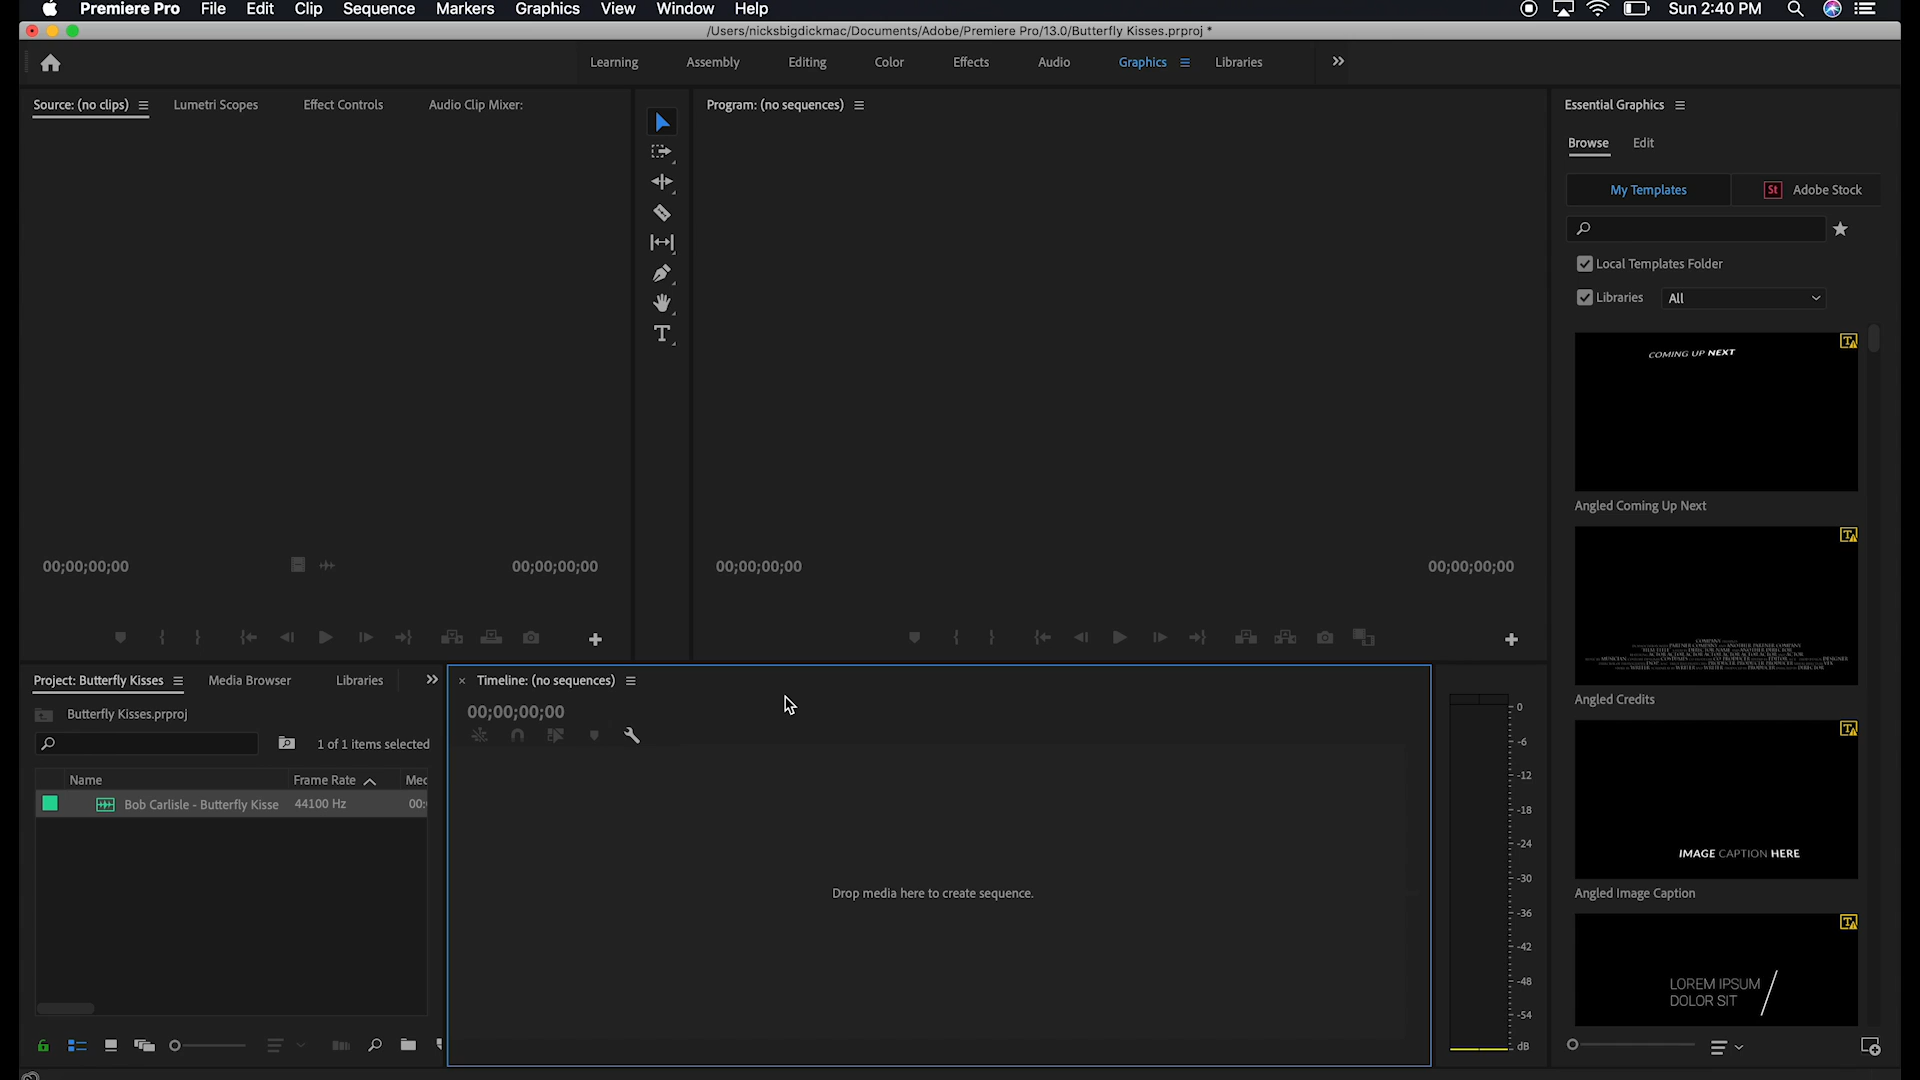 Premiere Pro File Edit Clip Sequence Markers Graphics View Window Help Sun 2:40 PM
/Users/nicksbigdickmac/Documents/Adobe/Premiere Pro/13.0/Butterfly Kisses.prproj *
Learning Assembly Editing Color Effects Audio Graphics Libraries
Source: (no clips) Lumetri Scopes Effect Controls Audio Clip Mixer:
Program: (no sequences)
Essential Graphics
Browse Edit
My Templates St Adobe Stock
Local Templates Folder
Libraries All
COMING UP NEXT
Angled Coming Up Next
00;00;00;00 00;00;00;00
00;00;00;00 00;00;00;00
Angled Credits
IMAGE CAPTION HERE
Angled Image Caption
LOREM IPSUM
DOLOR SIT
Project: Butterfly Kisses Media Browser Libraries
Butterfly Kisses.prproj
1 of 1 items selected
Name Frame Rate Med
Bob Carlisle - Butterfly Kisse 44100 Hz 00:
Timeline: (no sequences)
00;00;00;00
Drop media here to create sequence.
0
-6
-12
-18
-24
-30
-36
-42
-48
-54
dB